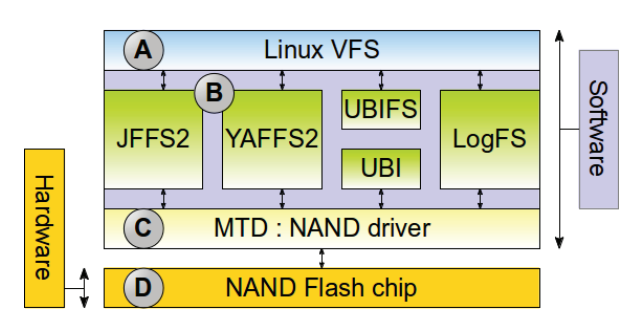 A Linux VFS
B
JFFS2 YAFFS2 UBIFS LogFS
UBI
C MTD : NAND driver
D NAND Flash chip
Hardware
Software